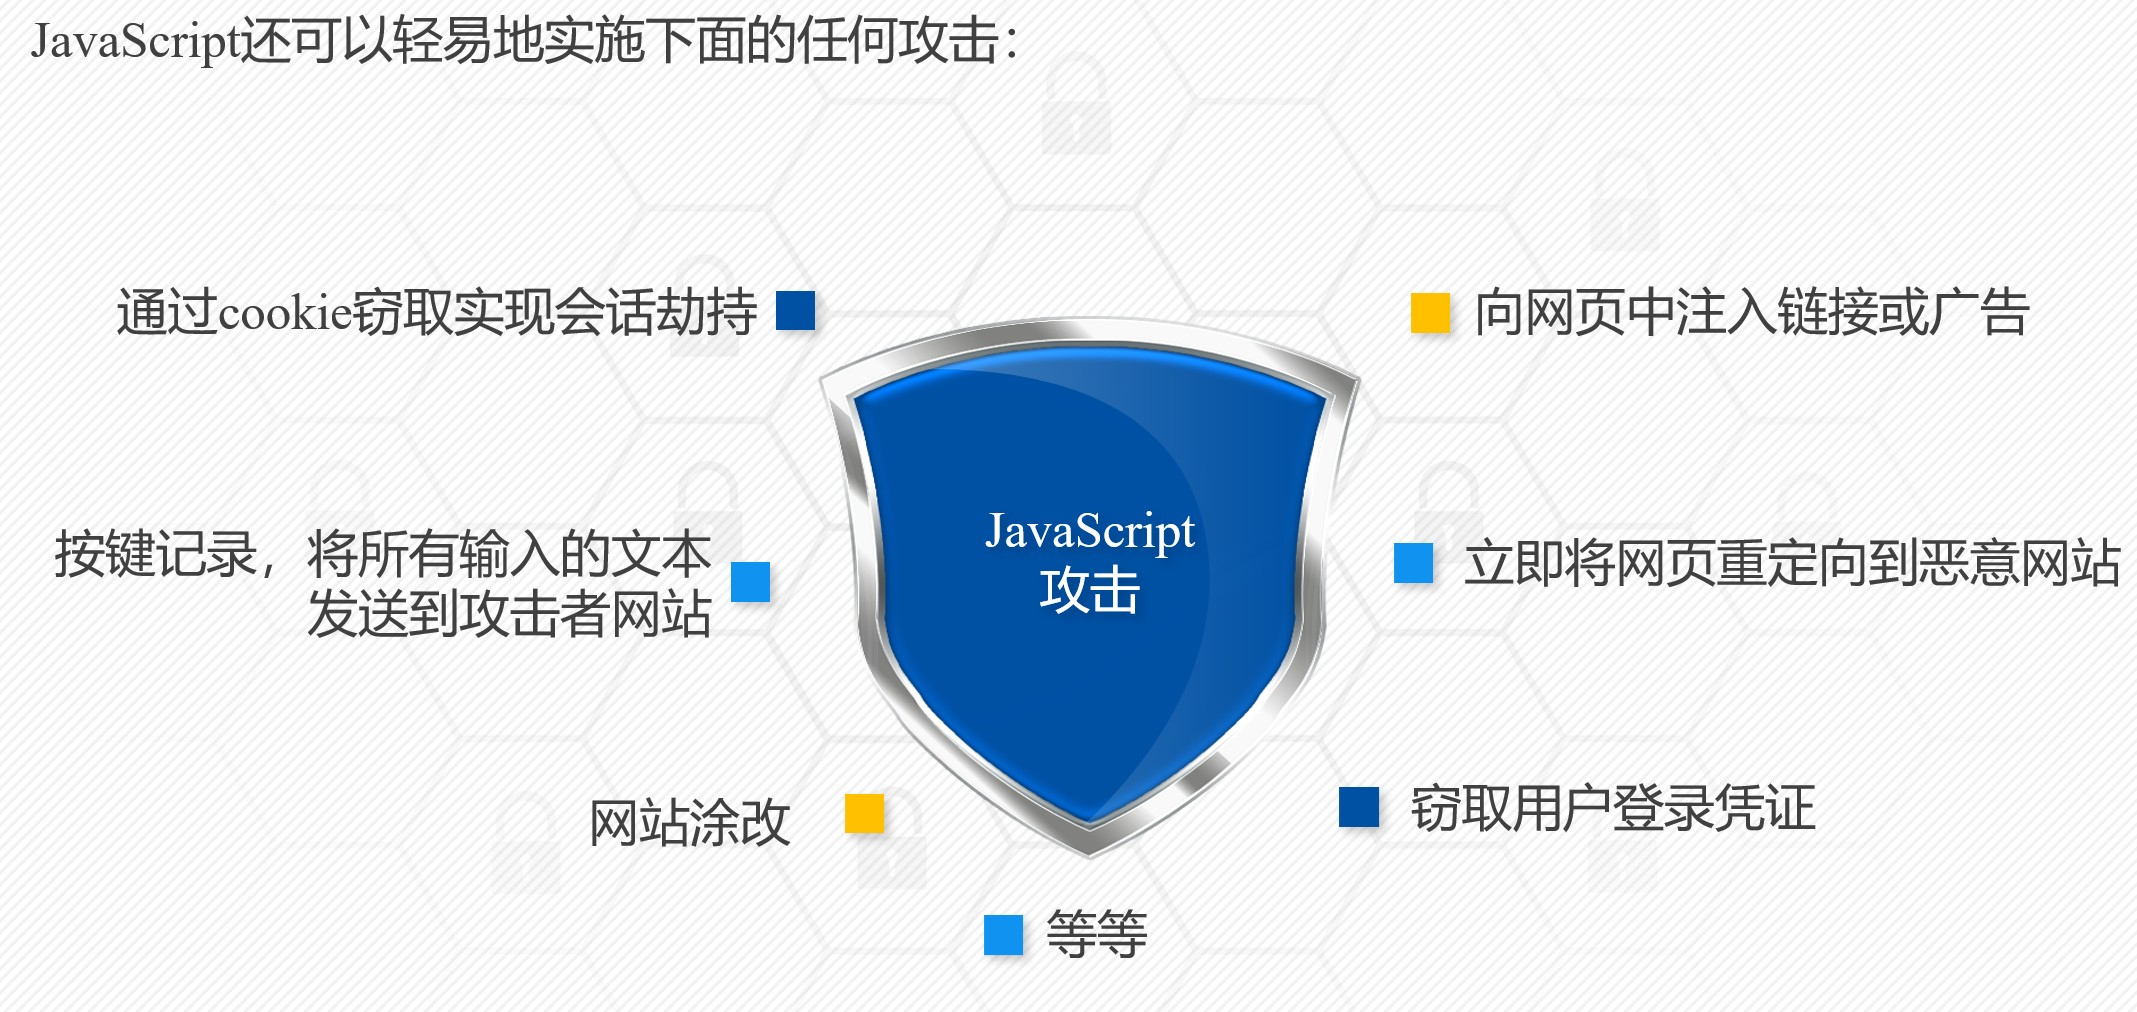 JavaScript还可以轻易地实施下面的任何攻击：
通过cookie窃取实现会话劫持
向网页中注入链接或广告
按键记录，将所有输入的文本
发送到攻击者网站
JavaScript
攻击
立即将网页重定向到恶意网站
网站涂改
窃取用户登录凭证
等等